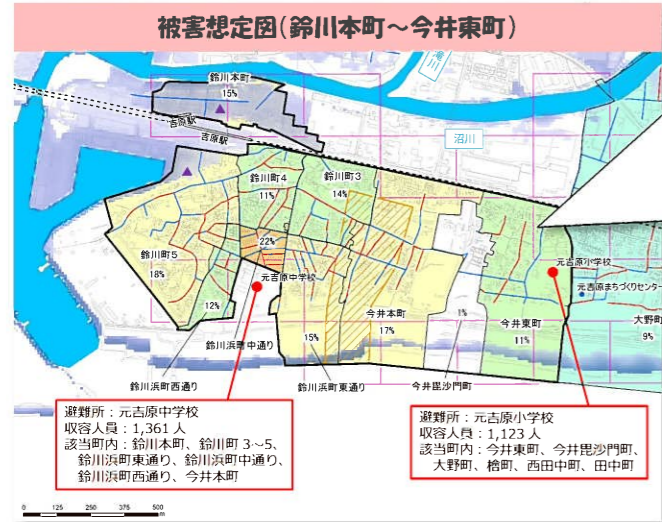 被害想定図(鈴川本町～今井東町)
鈴川本町
15%
滝川
吉原駅
吉原駅
沼川
鈴川町4
11%
鈴川町3
14%
鈴川町5
18%
22%
元吉原中学校
12%
元吉原小学校
元吉原まちづくりセンター
大野町
9%
今井本町
17%
15%
1%
今井東町
11%
鈴川浜町中通り
鈴川浜町西通り
鈴川浜町東通り
今井毘沙門町
避難所：元吉原中学校
収容人員：1,361 人
該当町内：鈴川本町、鈴川町 3～5、
鈴川浜町東通り、鈴川浜町中通り、
鈴川浜町西通り、今井本町
避難所：元吉原小学校
収容人員：1,123 人
該当町内：今井東町、今井毘沙門町、
大野町、桧町、西田中町、田中町
0 125 250 375 500
m